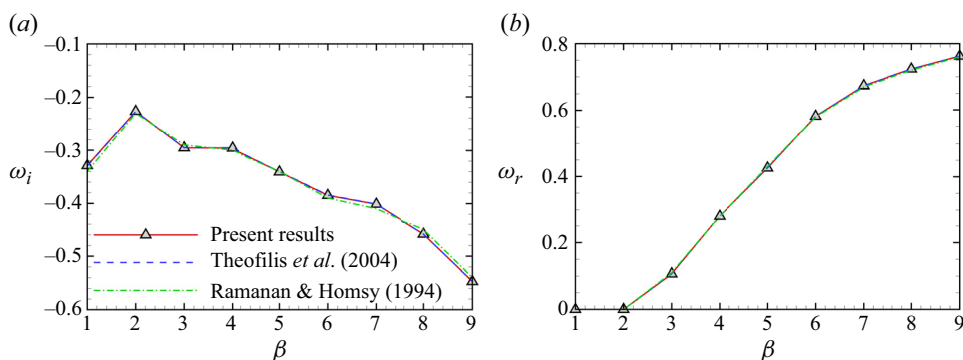 (a)
–0.1
–0.2
–0.3
–0.4
–0.5
–0.6
ωi
1 2 3 4 5 6 7 8 9
β
Present results
Theofilis et al. (2004)
Ramanan & Homsy (1994)
(b)
0.8
0.6
0.4
0.2
0
ωr
1 2 3 4 5 6 7 8 9
β